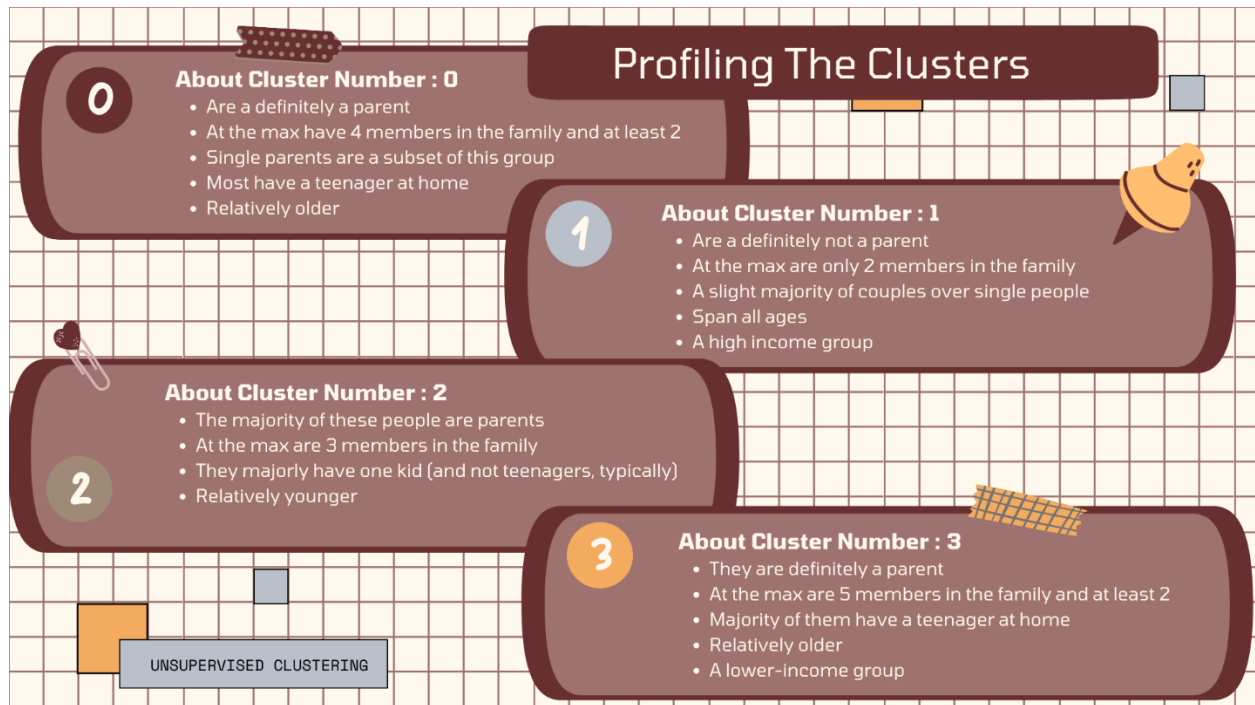 Profiling The Clusters
0
About Cluster Number : 0
• Are a definitely a parent
• At the max have 4 members in the family and at least 2
• Single parents are a subset of this group
• Most have a teenager at home
• Relatively older
1
About Cluster Number : 1
• Are a definitely not a parent
• At the max are only 2 members in the family
• A slight majority of couples over single people
• Span all ages
• A high income group
2
About Cluster Number : 2
• The majority of these people are parents
• At the max are 3 members in the family
• They majorly have one kid (and not teenagers, typically)
• Relatively younger
3
About Cluster Number : 3
• They are definitely a parent
• At the max are 5 members in the family and at least 2
• Majority of them have a teenager at home
• Relatively older
• A lower-income group
UNSUPERVISED CLUSTERING